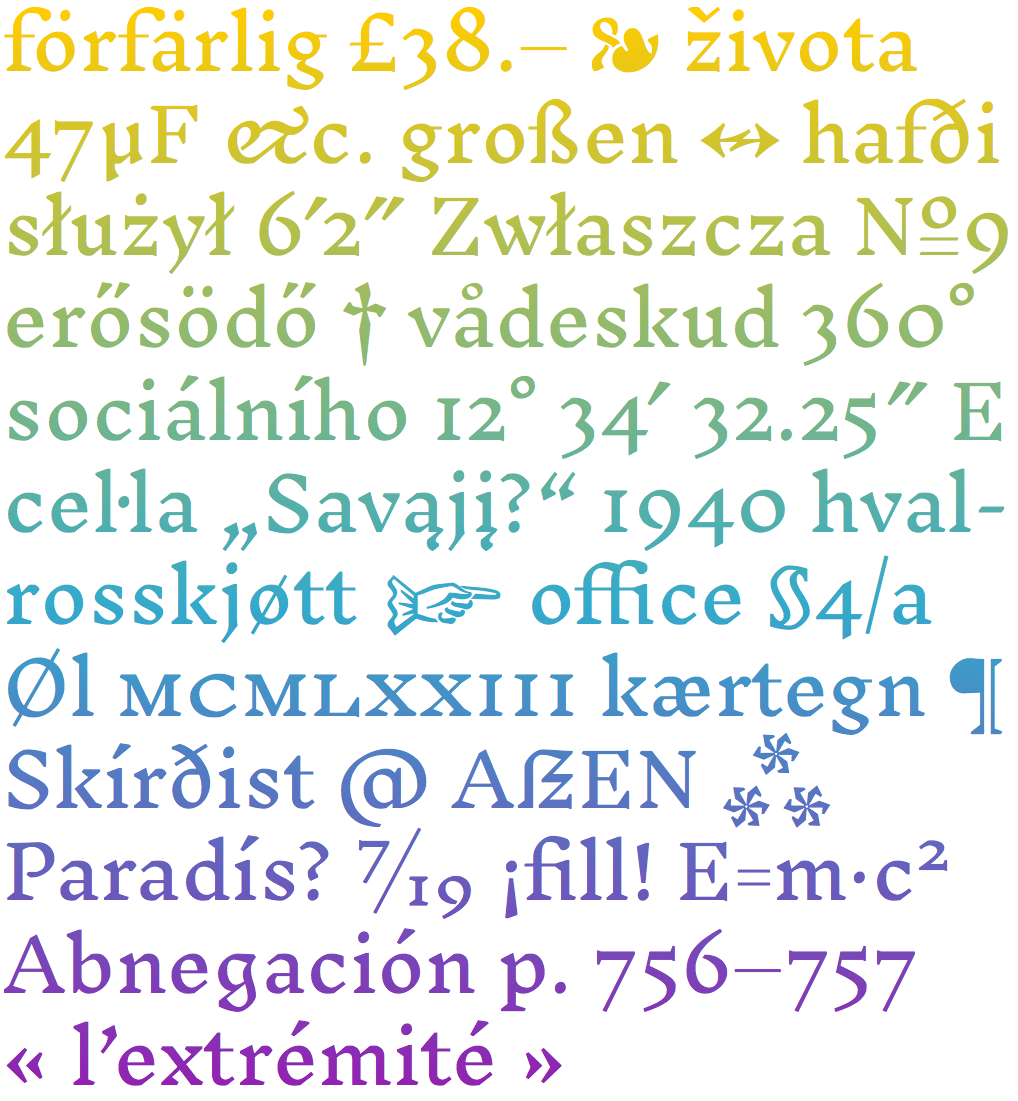 förfärlig £38.– ❧ života
47µF &c. großen ↭ hafði
służył 6′2″ Zwłaszcza №9
erősödő † vådeskud 360°
sociálního 12° 34′ 32.25″ E
cel·la „Savąjį?“ 1940 hval-
rosskjøtt ☞ office §4/a
Øl ᴍᴄᴍʟxxɪɪɪ kærtegn ¶
Skírðist @ AẞEN ⁂
Paradís? ⁷⁄₁₉ ¡fill! E=m·c²
Abnegación p. 756–757
« l’extrémité »